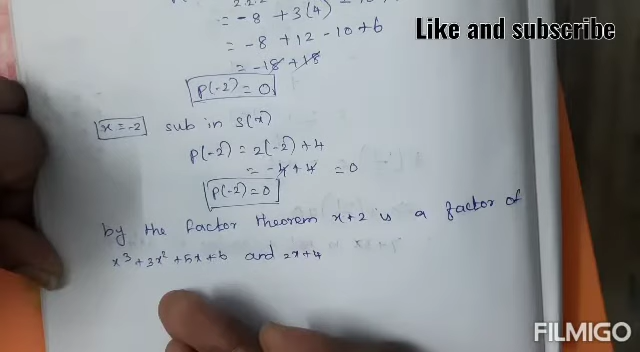 = -8 + 3(4)
= -8 + 12 - 10 + 6
= -18 + 18
P(-2) = 0
x = -2 sub in S(x)
P(-2) = 2(-2) + 4
= -4 + 4 = 0
P(-2) = 0
by the factor theorem x+2 is a factor of
x³ + 3x² + 5x + 6 and 2x+4
Like and subscribe
FILMIGO